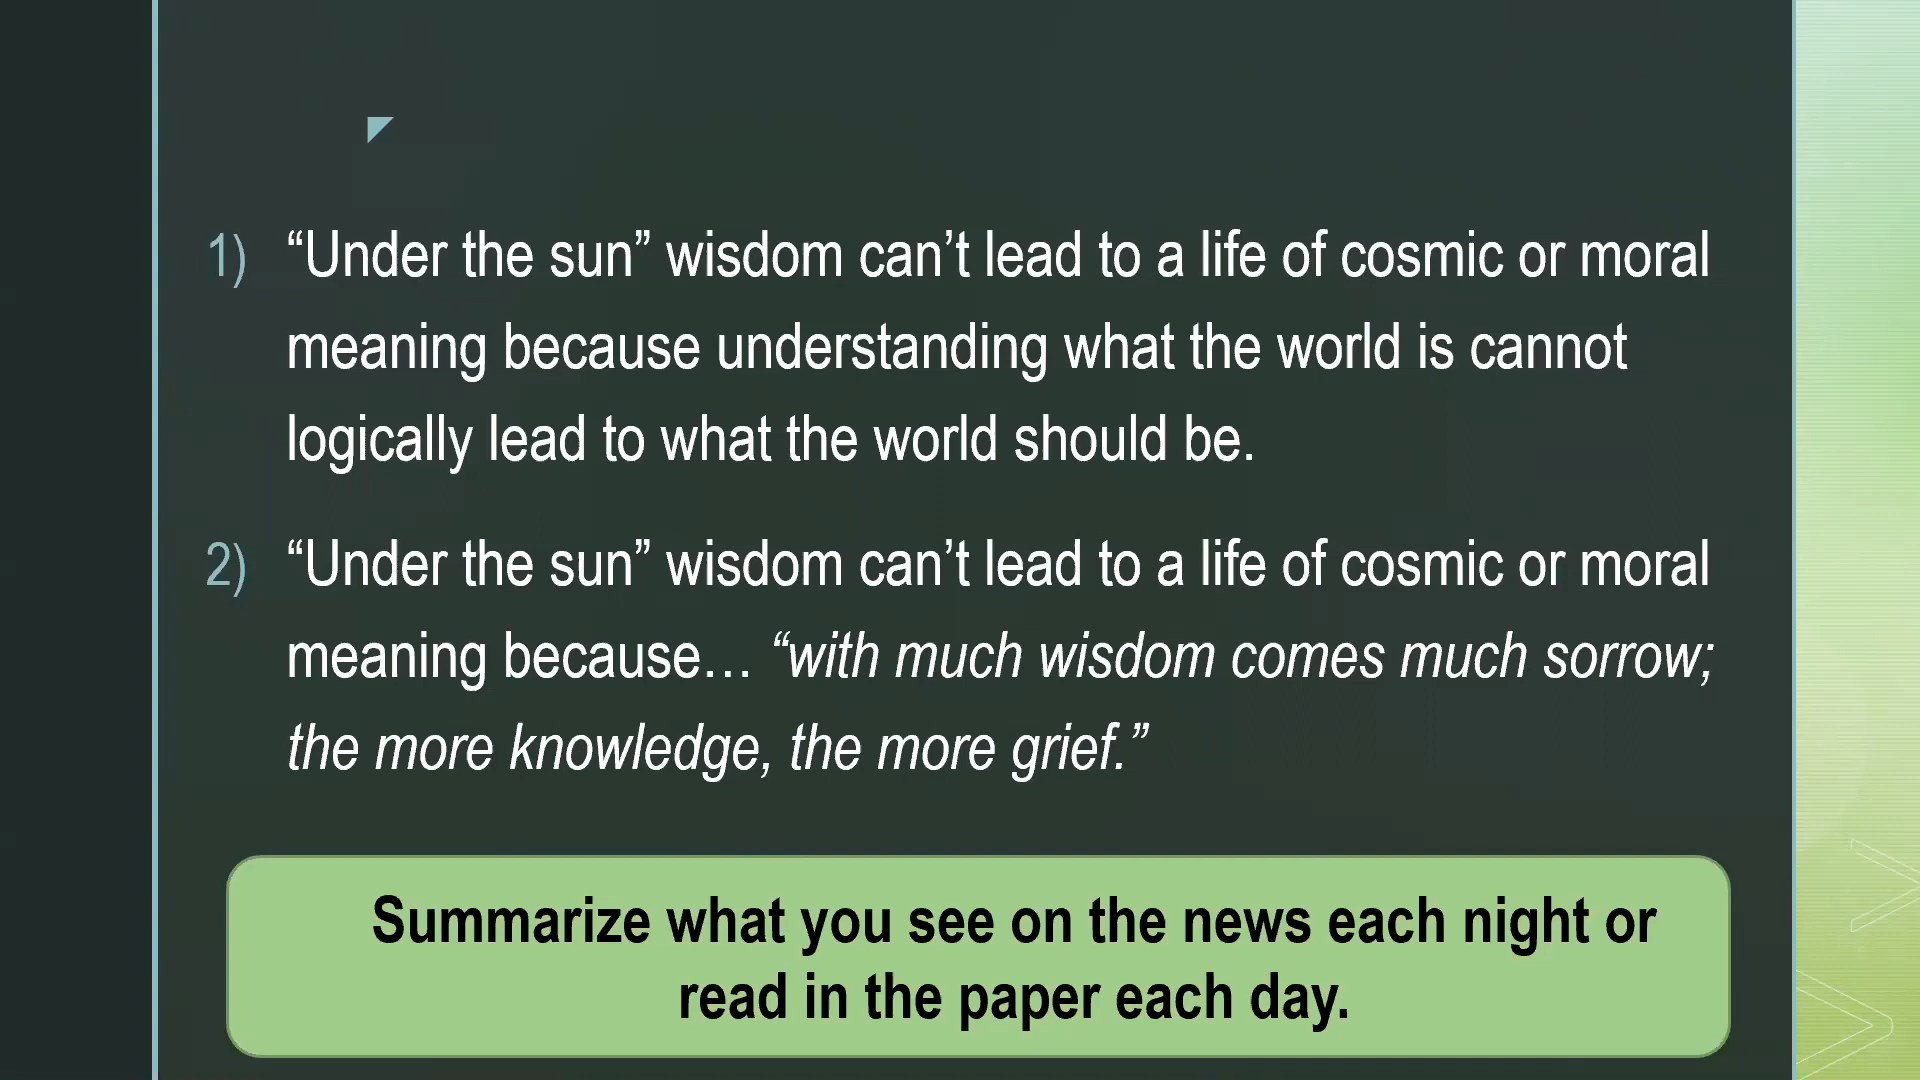 1) “Under the sun” wisdom can’t lead to a life of cosmic or moral
meaning because understanding what the world is cannot
logically lead to what the world should be.
2) “Under the sun” wisdom can’t lead to a life of cosmic or moral
meaning because… “with much wisdom comes much sorrow;
the more knowledge, the more grief.”
Summarize what you see on the news each night or
read in the paper each day.